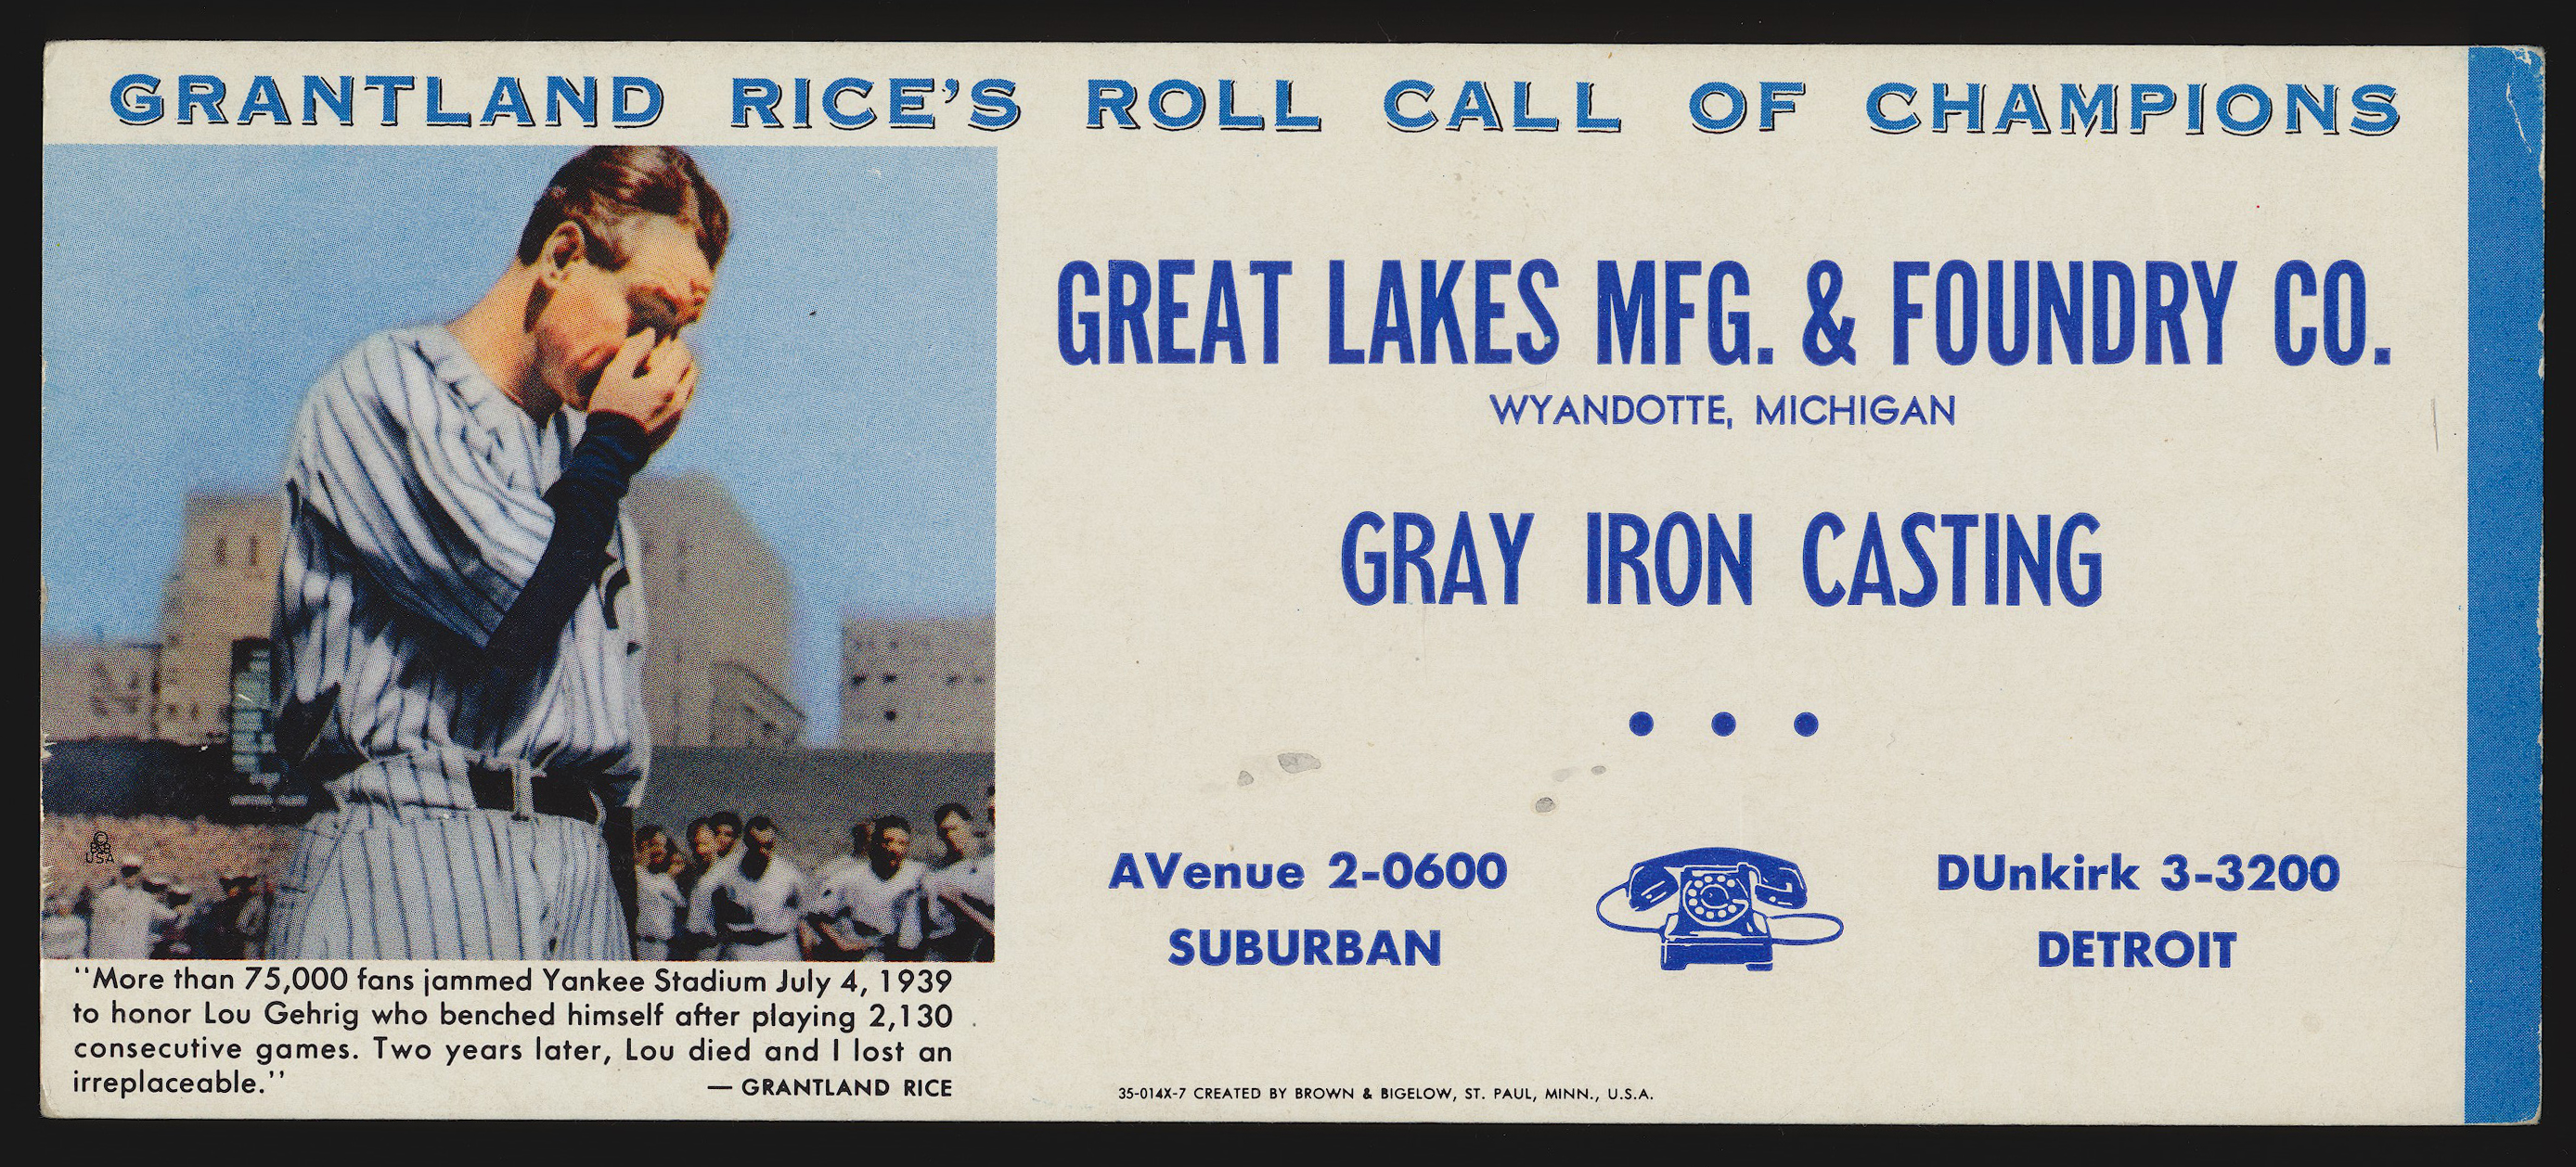 GRANTLAND RICE'S ROLL CALL OF CHAMPIONS
GREAT LAKES MFG. & FOUNDRY CO.
WYANDOTTE, MICHIGAN
GRAY IRON CASTING
• • •
AVenue 2-0600
SUBURBAN
DUnkirk 3-3200
DETROIT
© B&B
USA
"More than 75,000 fans jammed Yankee Stadium July 4, 1939
to honor Lou Gehrig who benched himself after playing 2,130
consecutive games. Two years later, Lou died and I lost an
irreplaceable."
— GRANTLAND RICE
35-014X-7 CREATED BY BROWN & BIGELOW, ST. PAUL, MINN., U.S.A.